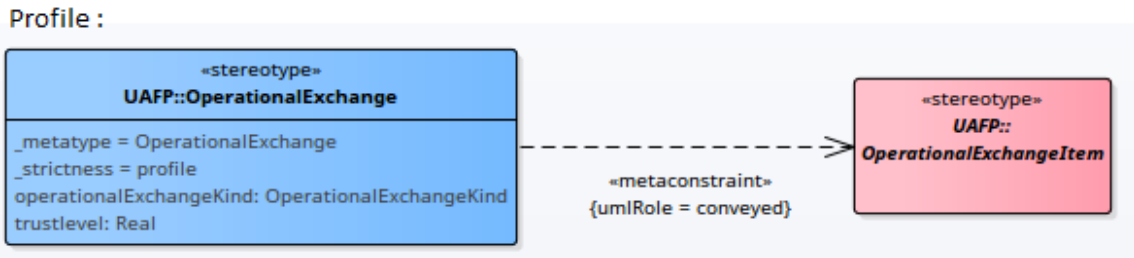 Profile :
«stereotype»
UAFP::OperationalExchange
_metatype = OperationalExchange
_strictness = profile
operationalExchangeKind: OperationalExchangeKind
trustlevel: Real
«metaconstraint»
{umlRole = conveyed}
«stereotype»
UAFP::
OperationalExchangeItem